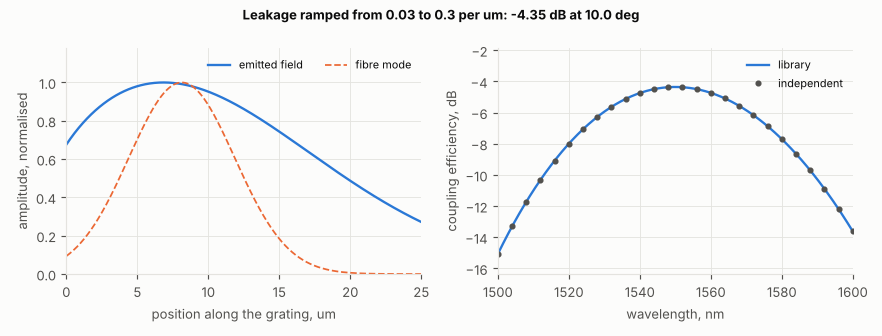 Leakage ramped from 0.03 to 0.3 per um: -4.35 dB at 10.0 deg
emitted field
fibre mode
amplitude, normalised
1.0
0.8
0.6
0.4
0.2
0.0
0 5 10 15 20 25
position along the grating, um
library
independent
coupling efficiency, dB
−2
−4
−6
−8
−10
−12
−14
−16
1500 1520 1540 1560 1580 1600
wavelength, nm